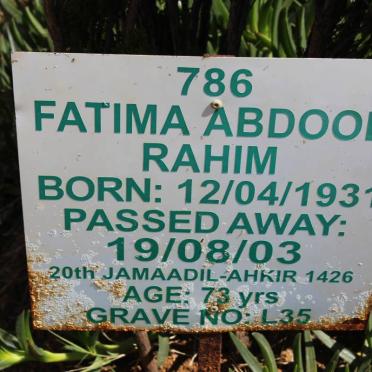 786
FATIMA ABDOOL
RAHIM
BORN: 12/04/1931
PASSED AWAY:
19/08/03
20th JAMAADIL-AHKIR 1426
AGE: 73 yrs
GRAVE NO: L35